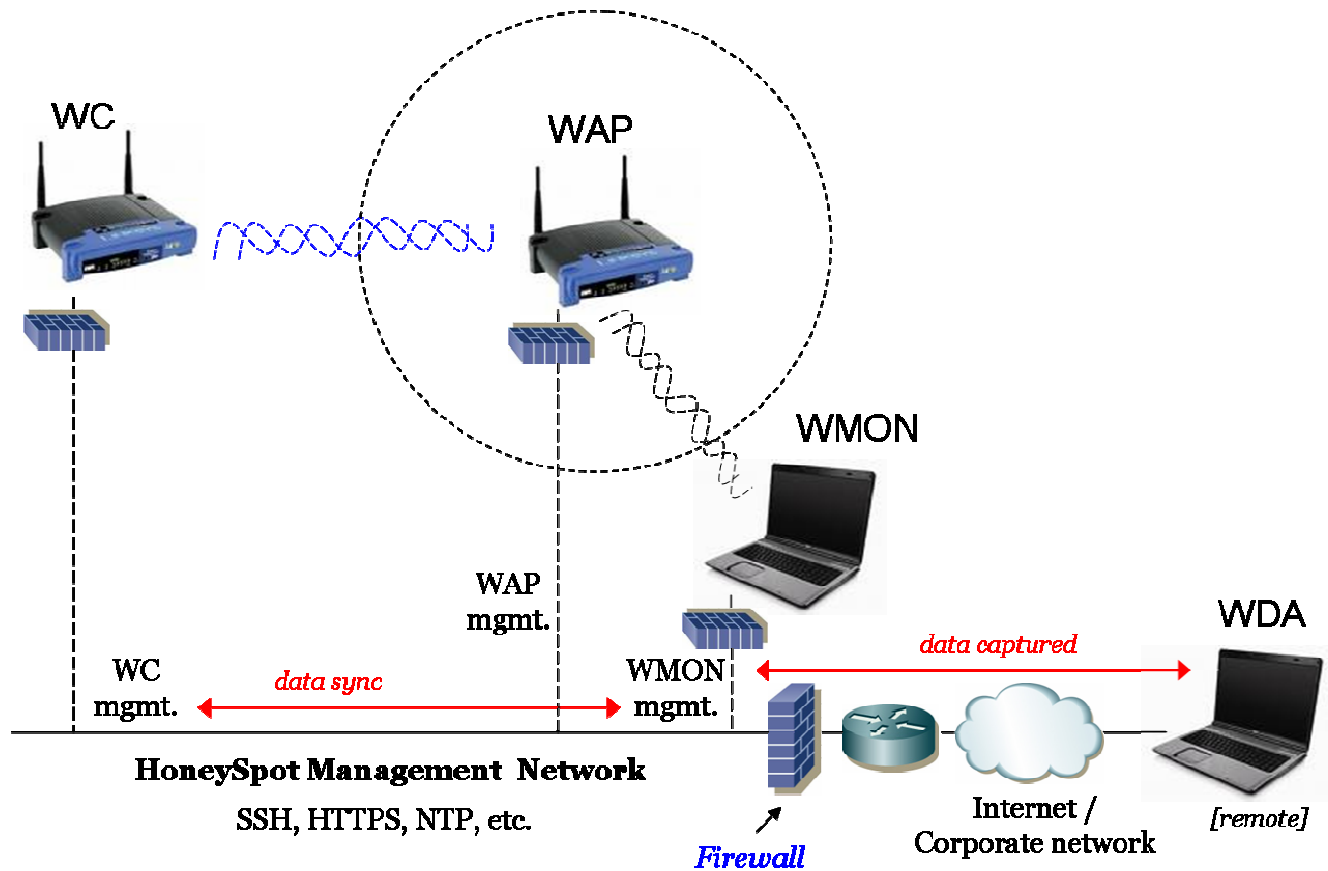 WC
WAP
WMON
WAP
mgmt.
WDA
data captured
WC
mgmt.
data sync
WMON
mgmt.
HoneySpot Management Network
SSH, HTTPS, NTP, etc.
Internet /
Corporate network
[remote]
Firewall